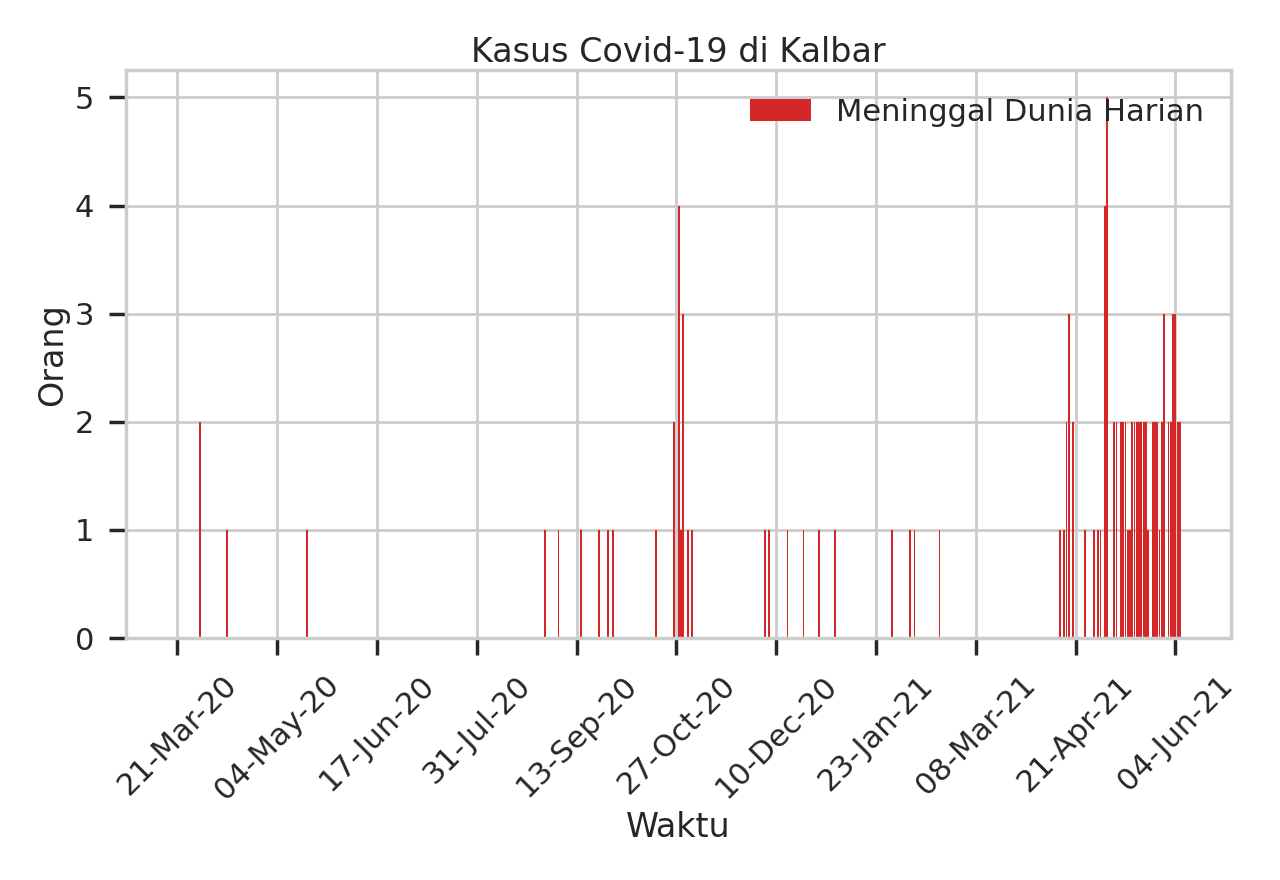 Kasus Covid-19 di Kalbar
Meninggal Dunia Harian
Orang
5
4
3
2
1
0
21-Mar-20
04-May-20
17-Jun-20
31-Jul-20
13-Sep-20
27-Oct-20
10-Dec-20
23-Jan-21
08-Mar-21
21-Apr-21
04-Jun-21
Waktu